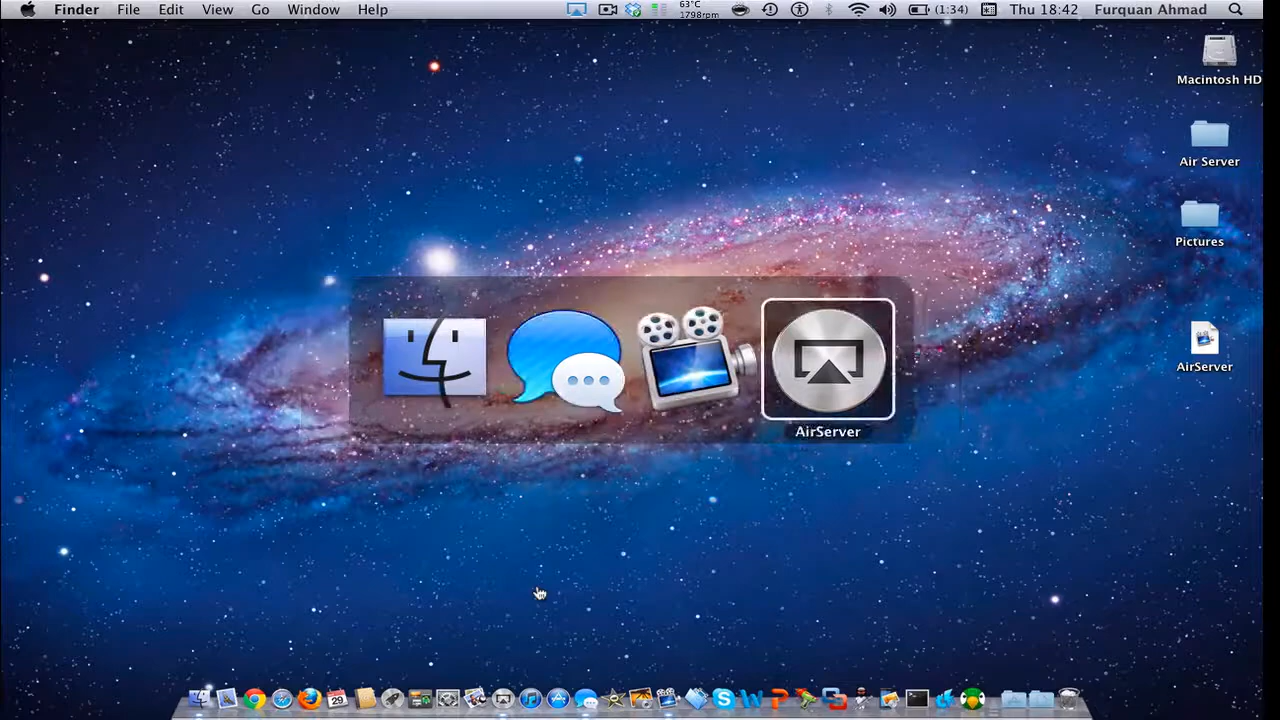 Finder File Edit View Go Window Help 63°C 1798rpm (1:34) Thu 18:42 Furquan Ahmad
Macintosh HD
Air Server
Pictures
AirServer
AirServer
29